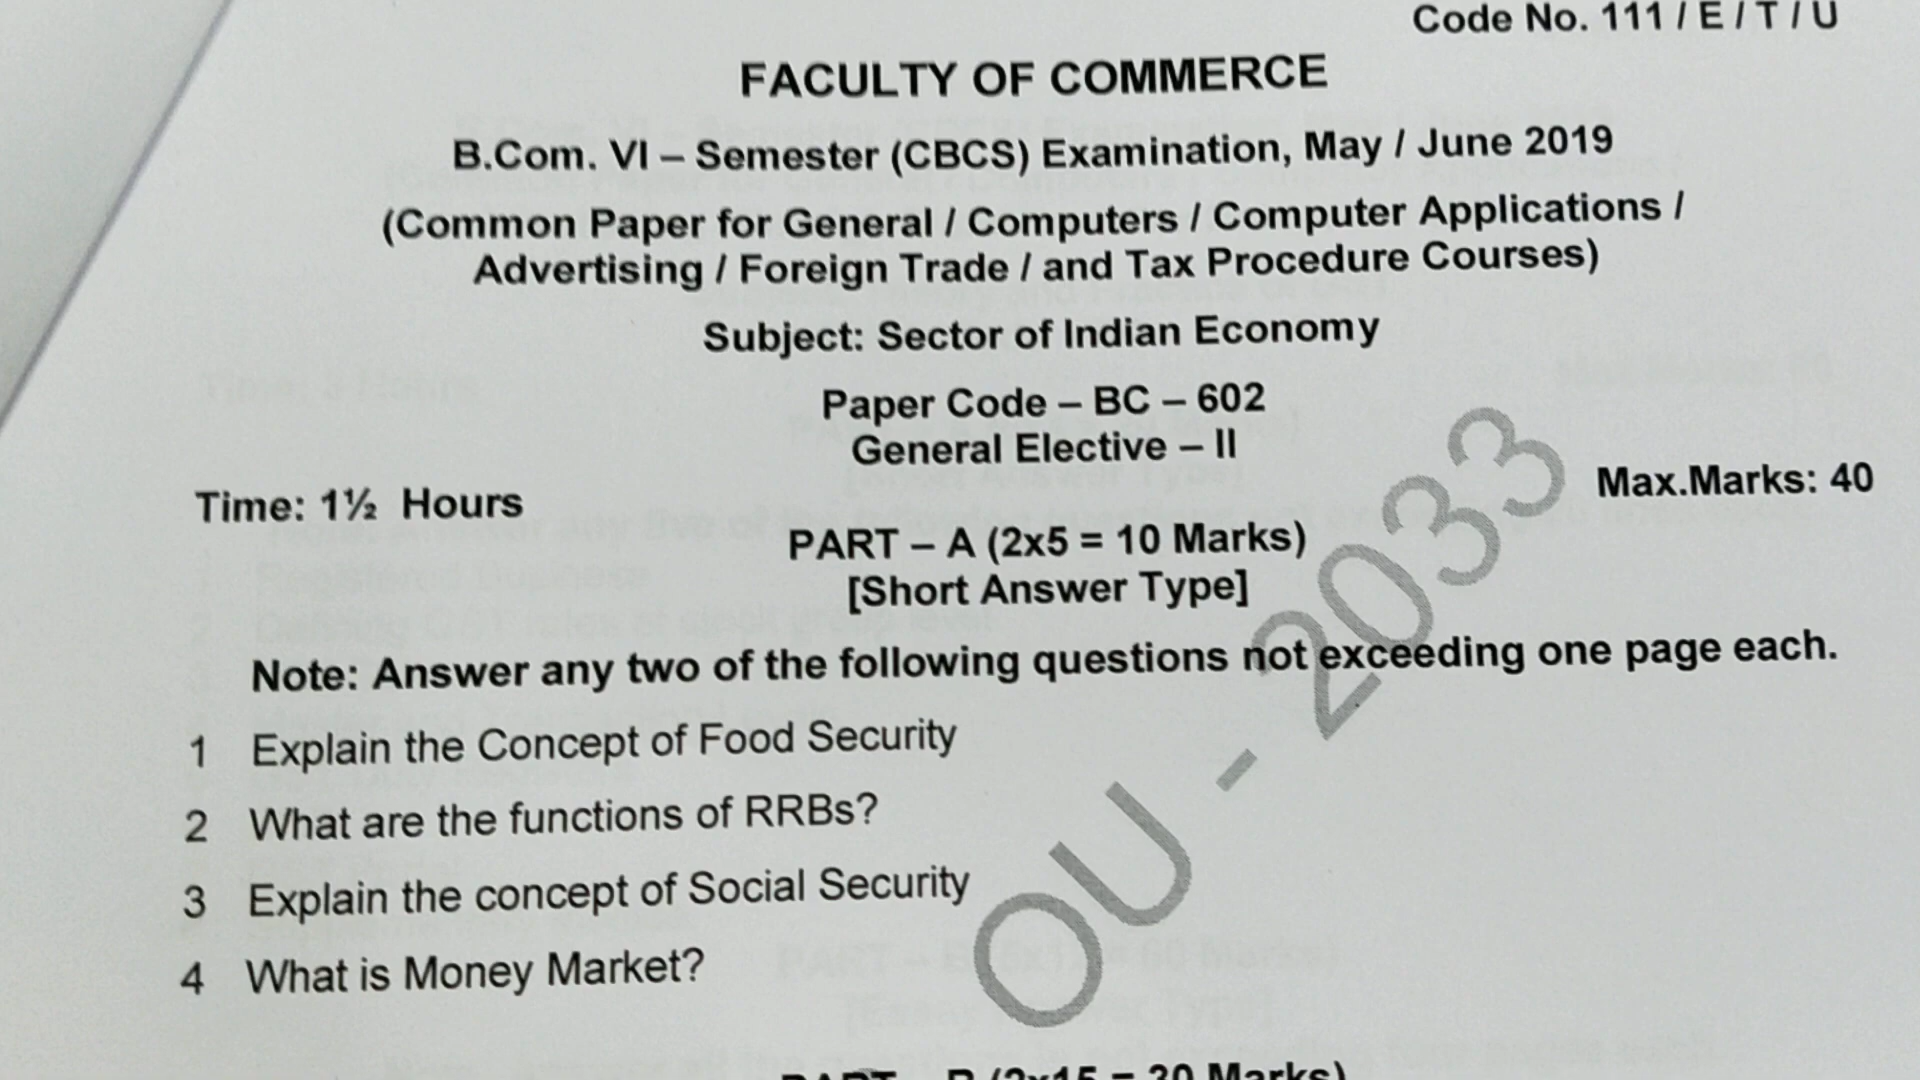 Code No. 111 / E / T / U
FACULTY OF COMMERCE
B.Com. VI – Semester (CBCS) Examination, May / June 2019
(Common Paper for General / Computers / Computer Applications /
Advertising / Foreign Trade / and Tax Procedure Courses)
Subject: Sector of Indian Economy
Paper Code – BC – 602
General Elective – II
Time: 1½ Hours
Max.Marks: 40
PART – A (2x5 = 10 Marks)
[Short Answer Type]
Note: Answer any two of the following questions not exceeding one page each.
1 Explain the Concept of Food Security
2 What are the functions of RRBs?
3 Explain the concept of Social Security
4 What is Money Market?
OU - 2033
PART – B (2x15 = 30 Marks)